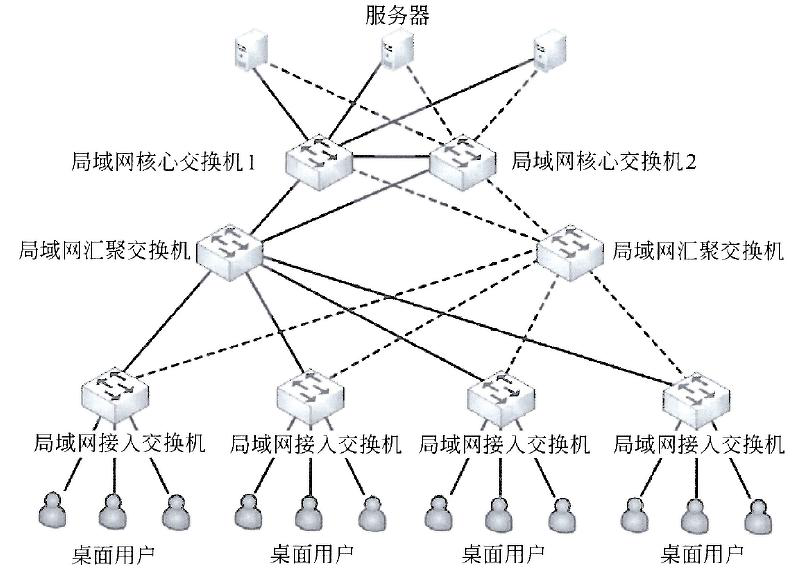 服务器
局域网核心交换机1
局域网核心交换机2
局域网汇聚交换机
局域网汇聚交换机
局域网接入交换机
局域网接入交换机
局域网接入交换机
局域网接入交换机
桌面用户
桌面用户
桌面用户
桌面用户